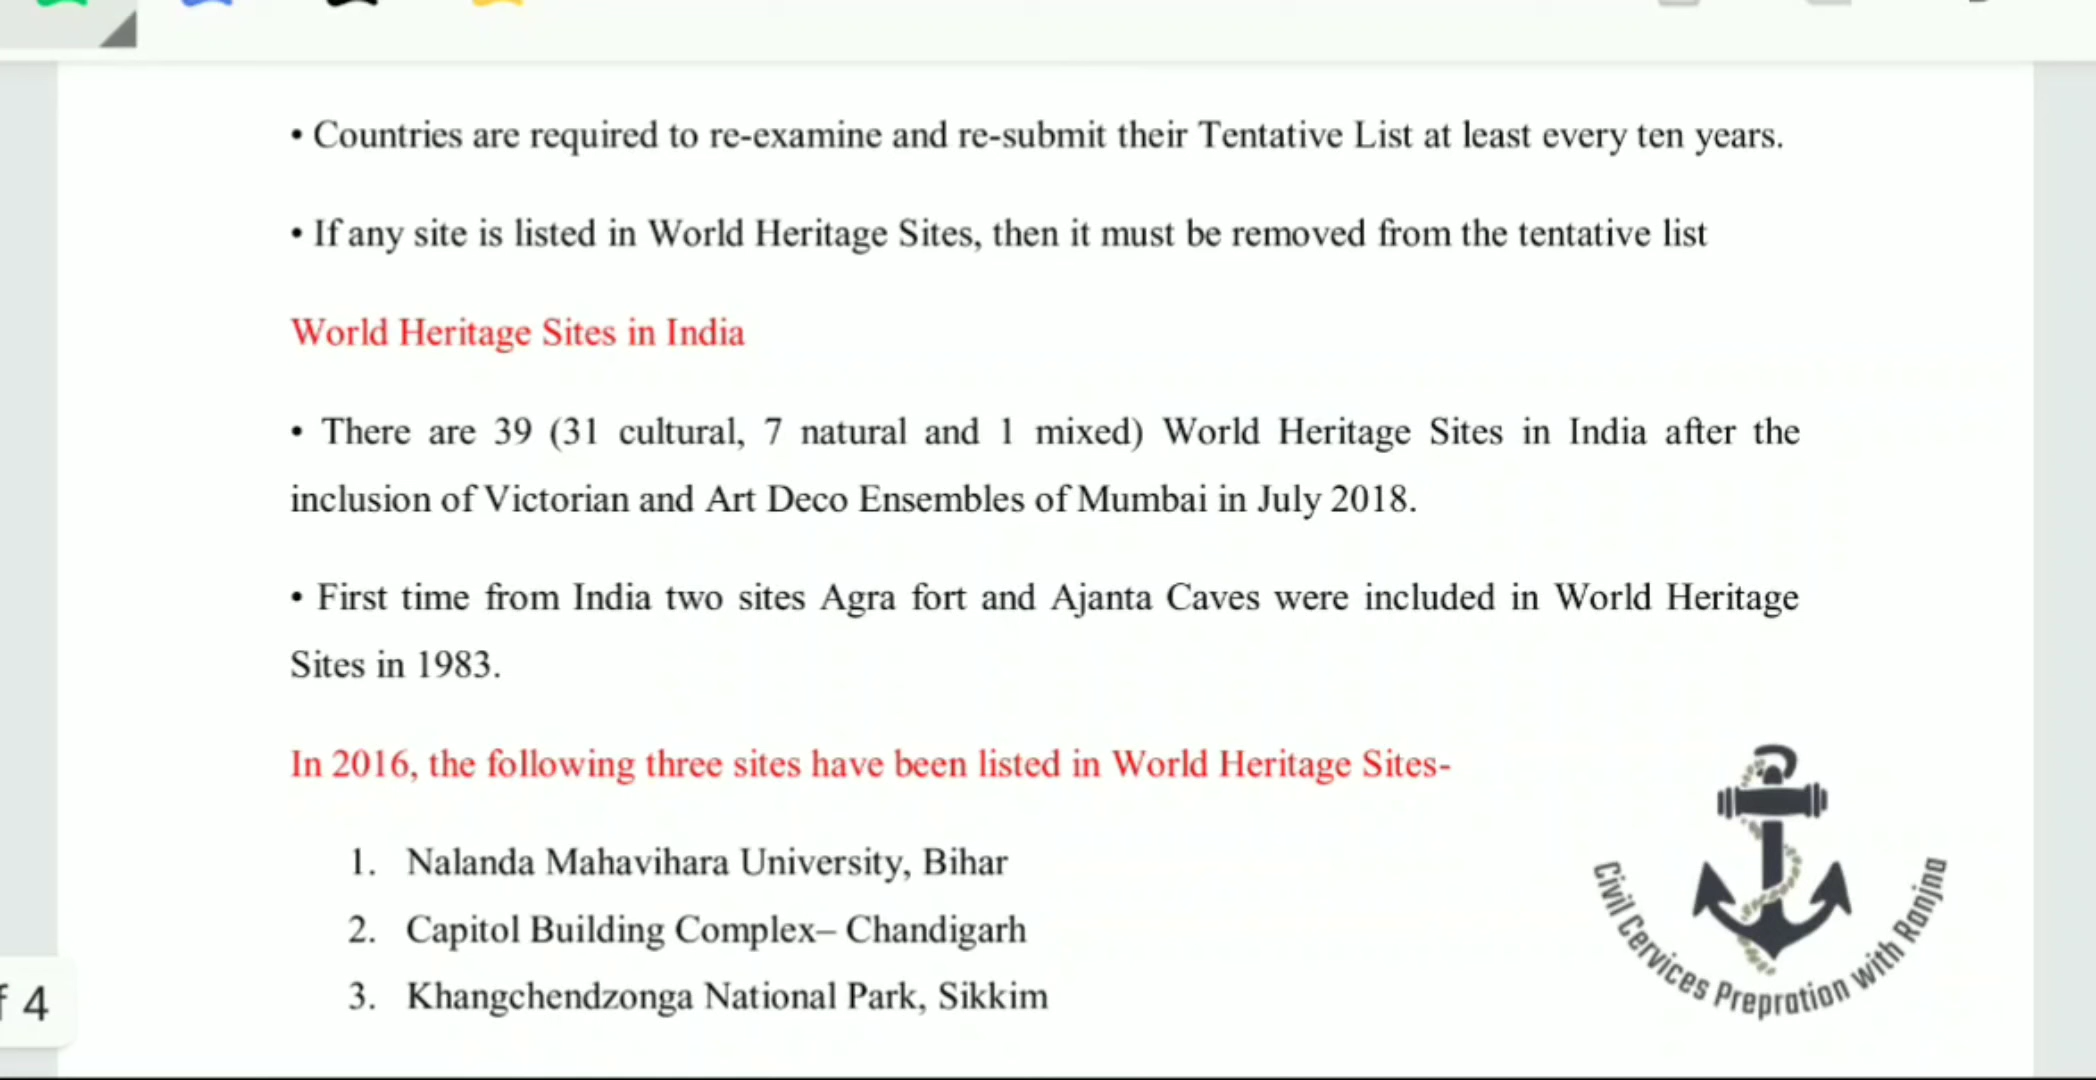 • Countries are required to re-examine and re-submit their Tentative List at least every ten years.
• If any site is listed in World Heritage Sites, then it must be removed from the tentative list
World Heritage Sites in India
• There are 39 (31 cultural, 7 natural and 1 mixed) World Heritage Sites in India after the
inclusion of Victorian and Art Deco Ensembles of Mumbai in July 2018.
• First time from India two sites Agra fort and Ajanta Caves were included in World Heritage
Sites in 1983.
In 2016, the following three sites have been listed in World Heritage Sites-
1. Nalanda Mahavihara University, Bihar
2. Capitol Building Complex– Chandigarh
3. Khangchendzonga National Park, Sikkim
f 4
Civil Cervices Prepration with Ranjna